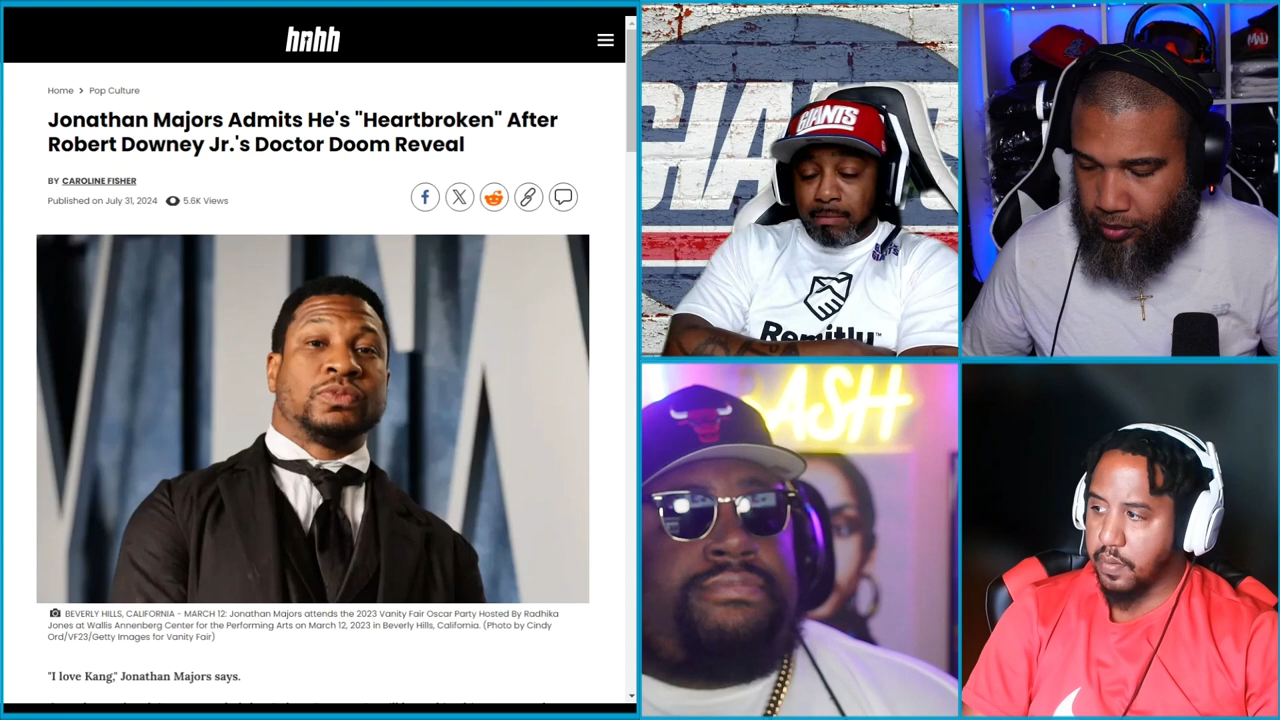 hnhh
Home > Pop Culture
Jonathan Majors Admits He's "Heartbroken" After
Robert Downey Jr.'s Doctor Doom Reveal
BY CAROLINE FISHER
Published on July 31, 2024 5.6K Views
BEVERLY HILLS, CALIFORNIA - MARCH 12: Jonathan Majors attends the 2023 Vanity Fair Oscar Party Hosted By Radhika
Jones at Wallis Annenberg Center for the Performing Arts on March 12, 2023 in Beverly Hills, California. (Photo by Cindy
Ord/VF23/Getty Images for Vanity Fair)
"I love Kang," Jonathan Majors says.
GIANTS
Remitly
MAD
ASH